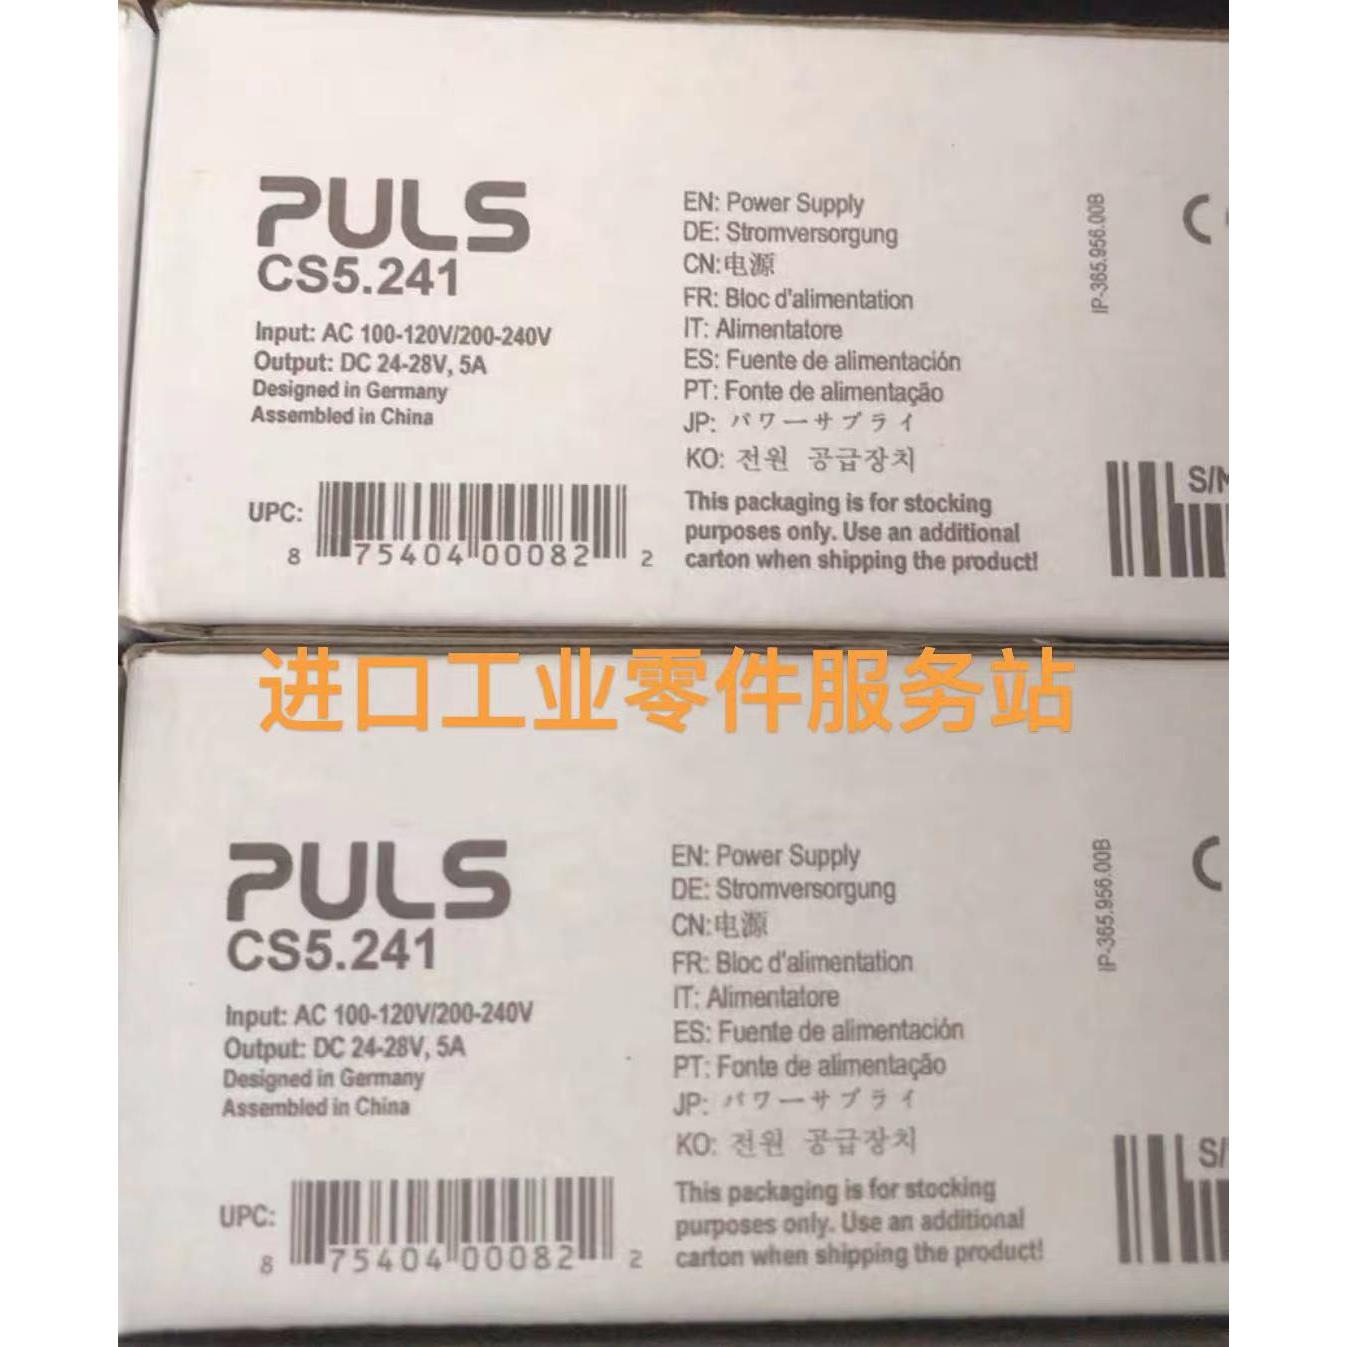 PULS
CS5.241
Input: AC 100-120V/200-240V
Output: DC 24-28V, 5A
Designed in Germany
Assembled in China
UPC:
8 75404 00082 2
EN: Power Supply
DE: Stromversorgung
CN:电源
FR: Bloc d'alimentation
IT: Alimentatore
ES: Fuente de alimentación
PT: Fonte de alimentação
JP: パワーサプライ
KO: 전원 공급장치
This packaging is for stocking
purposes only. Use an additional
carton when shipping the product!
IP-365.956.00B
进口工业零件服务站
PULS
CS5.241
Input: AC 100-120V/200-240V
Output: DC 24-28V, 5A
Designed in Germany
Assembled in China
UPC:
8 75404 00082 2
EN: Power Supply
DE: Stromversorgung
CN:电源
FR: Bloc d'alimentation
IT: Alimentatore
ES: Fuente de alimentación
PT: Fonte de alimentação
JP: パワーサプライ
KO: 전원 공급장치
This packaging is for stocking
purposes only. Use an additional
carton when shipping the product!
IP-365.956.00B